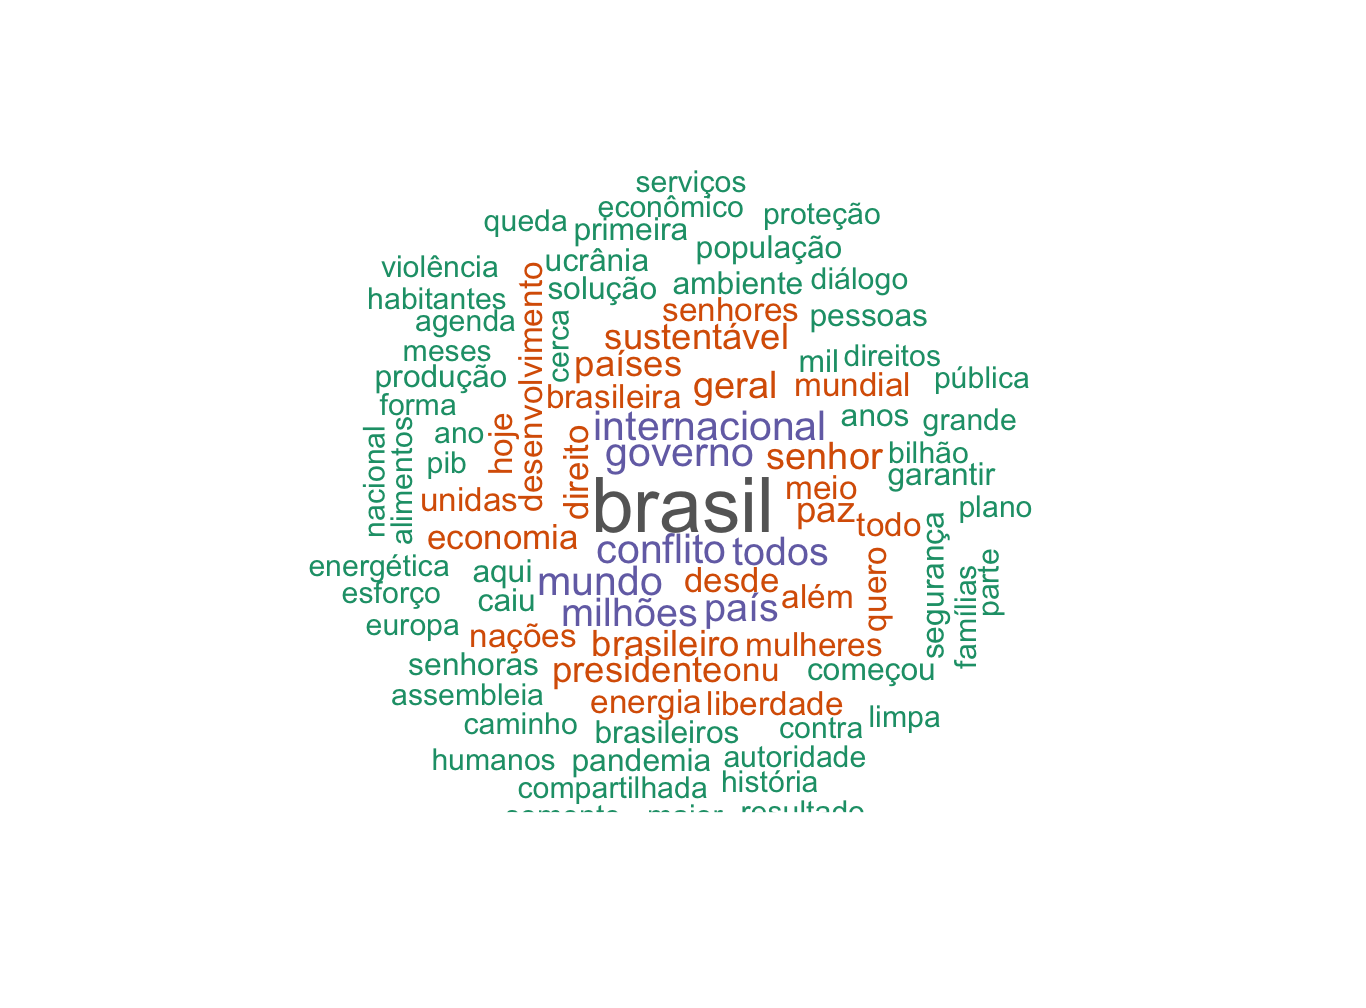 serviços
econômico
queda
primeira
proteção
população
violência
ucrânia
ambiente
diálogo
habitantes
solução
senhores
agenda
desenvolvimento
cerca
sustentável
pessoas
meses
países
mil
direitos
produção
brasileira
geral
mundial
pública
forma
internacional
anos
grande
ano
hoje
nacional
alimentos
pib
direito
governo
senhor
bilhão
garantir
unidas
brasil
meio
paz
todo
plano
economia
conflito
todos
segurança
energética
aqui
mundo
desde
além
quero
famílias
parte
esforço
caiu
milhões
país
europa
nações
brasileiro
mulheres
senhoras
presidente
onu
começou
assembleia
energia
liberdade
caminho
brasileiros
contra
limpa
humanos
pandemia
autoridade
compartilhada
história
somente
maior
resultado